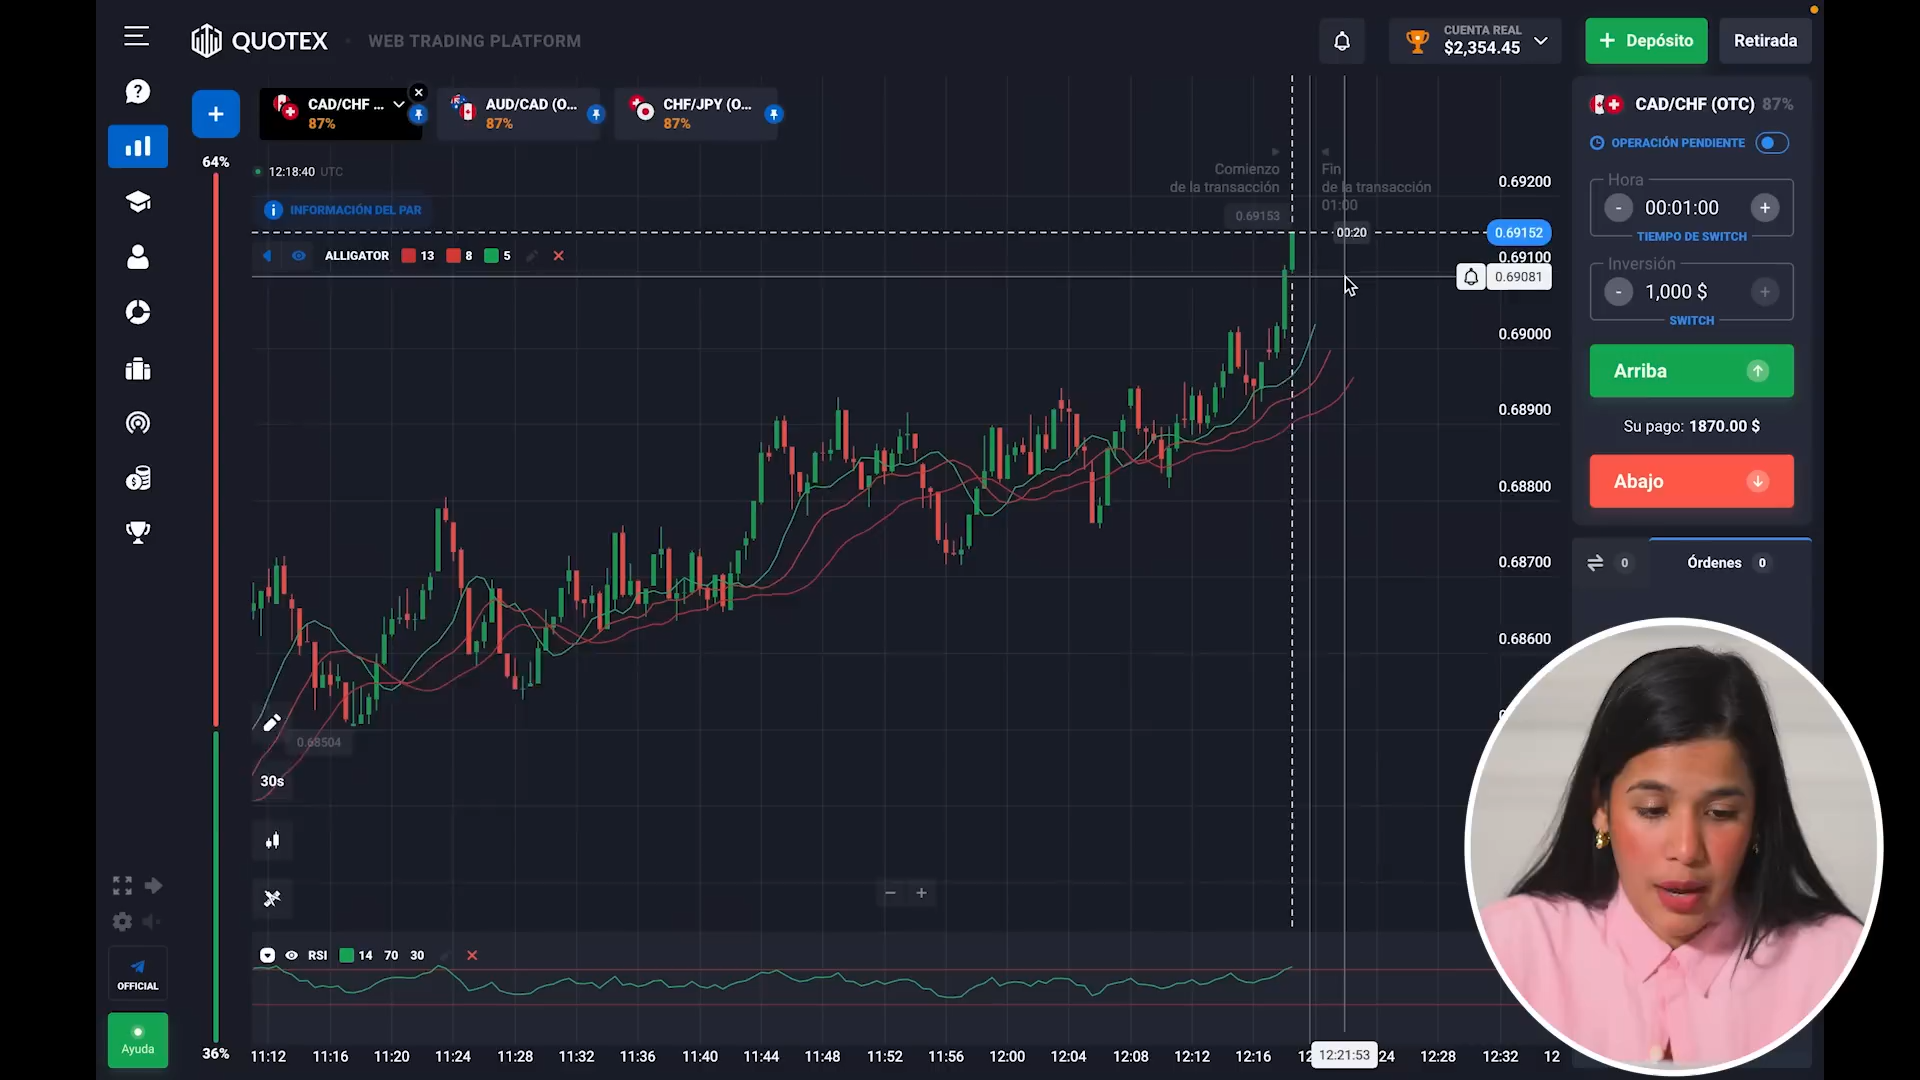 QUOTEX
WEB TRADING PLATFORM
CUENTA REAL
$2,354.45
Depósito
Retirada
CAD/CHF ...
87%
AUD/CAD (O...
87%
CHF/JPY (O...
87%
CAD/CHF (OTC) 87%
OPERACIÓN PENDIENTE
Hora
- 00:01:00 +
TIEMPO DE SWITCH
Inversión
- 1,000 $ +
SWITCH
Arriba
Su pago: 1870.00 $
Abajo
0
Órdenes 0
64%
12:18:40 UTC
INFORMACIÓN DEL PAR
ALLIGATOR 13 8 5
Comienzo
de la transacción
Fin
de la transacción
01:00
0.69153
00:20
0.69200
0.69152
0.69100
0.69081
0.69000
0.68900
0.68800
0.68700
0.68600
0.68504
30s
RSI 14 70 30
OFFICIAL
Ayuda
36%
11:12 11:16 11:20 11:24 11:28 11:32 11:36 11:40 11:44 11:48 11:52 11:56 12:00 12:04 12:08 12:12 12:16 12:21:53 24 12:28 12:32 12